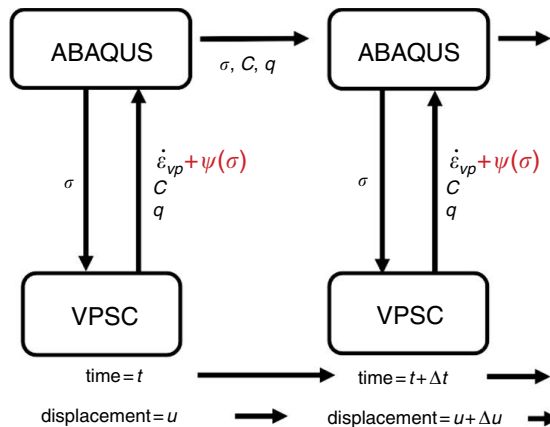 ABAQUS
ABAQUS
σ, C, q
σ
ε̇vp+ψ(σ)
C
q
σ
ε̇vp+ψ(σ)
C
q
VPSC
VPSC
time=t
time=t+Δt
displacement=u
displacement=u+Δu